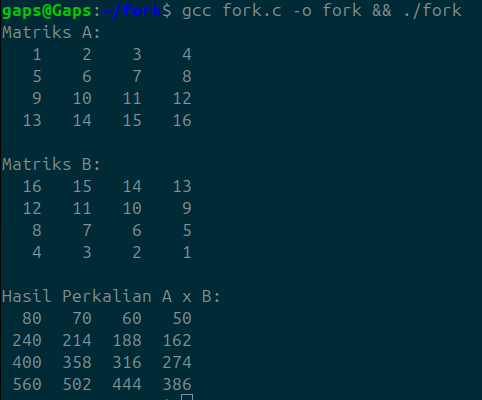 gaps@Gaps:~/fork$ gcc fork.c -o fork && ./fork
Matriks A:
1 2 3 4
5 6 7 8
9 10 11 12
13 14 15 16
Matriks B:
16 15 14 13
12 11 10 9
8 7 6 5
4 3 2 1
Hasil Perkalian A x B:
80 70 60 50
240 214 188 162
400 358 316 274
560 502 444 386